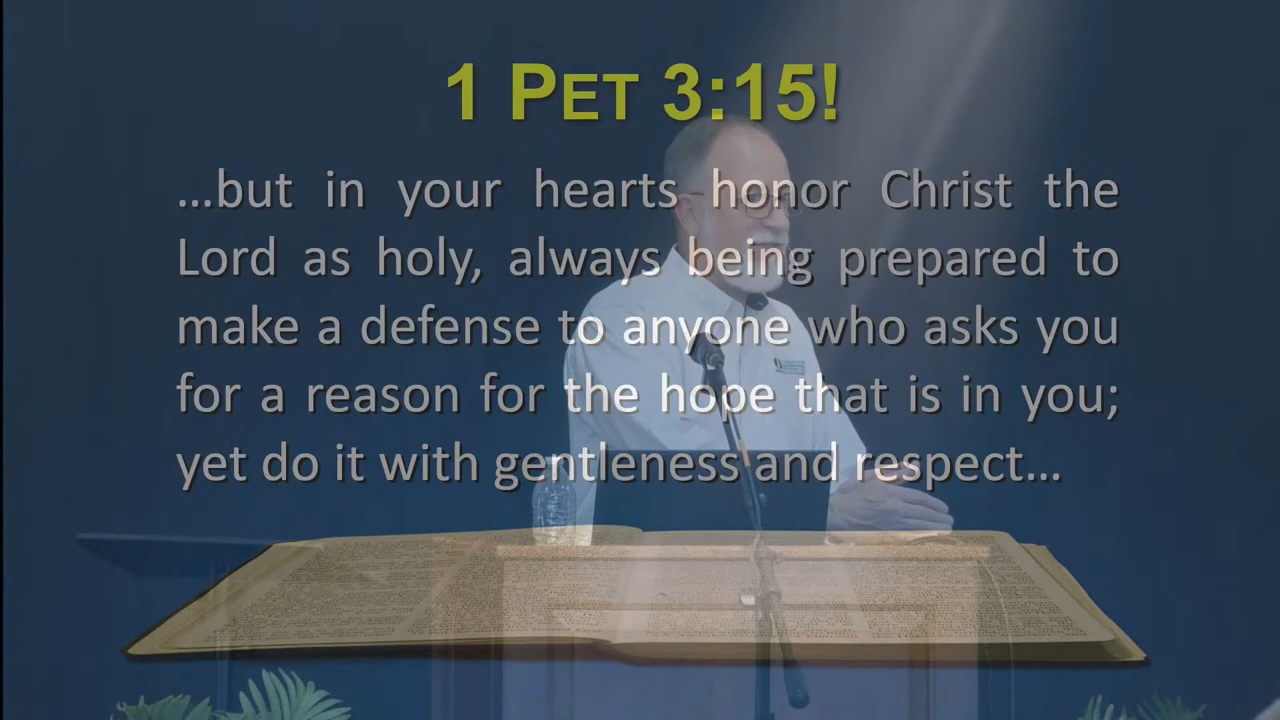 1 PET 3:15!
…but in your hearts honor Christ the
Lord as holy, always being prepared to
make a defense to anyone who asks you
for a reason for the hope that is in you;
yet do it with gentleness and respect…